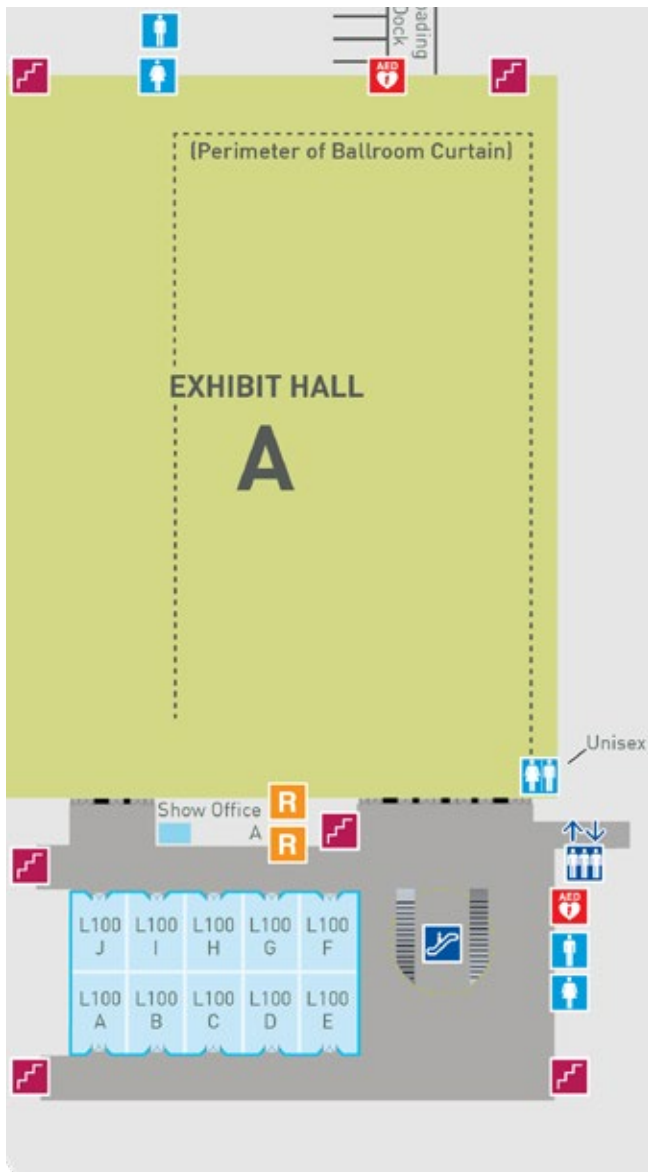 oading
Dock
AED
(Perimeter of Ballroom Curtain)
EXHIBIT HALL
A
Unisex
Show Office
A
R
R
AED
L100
J
L100
I
L100
H
L100
G
L100
F
L100
A
L100
B
L100
C
L100
D
L100
E